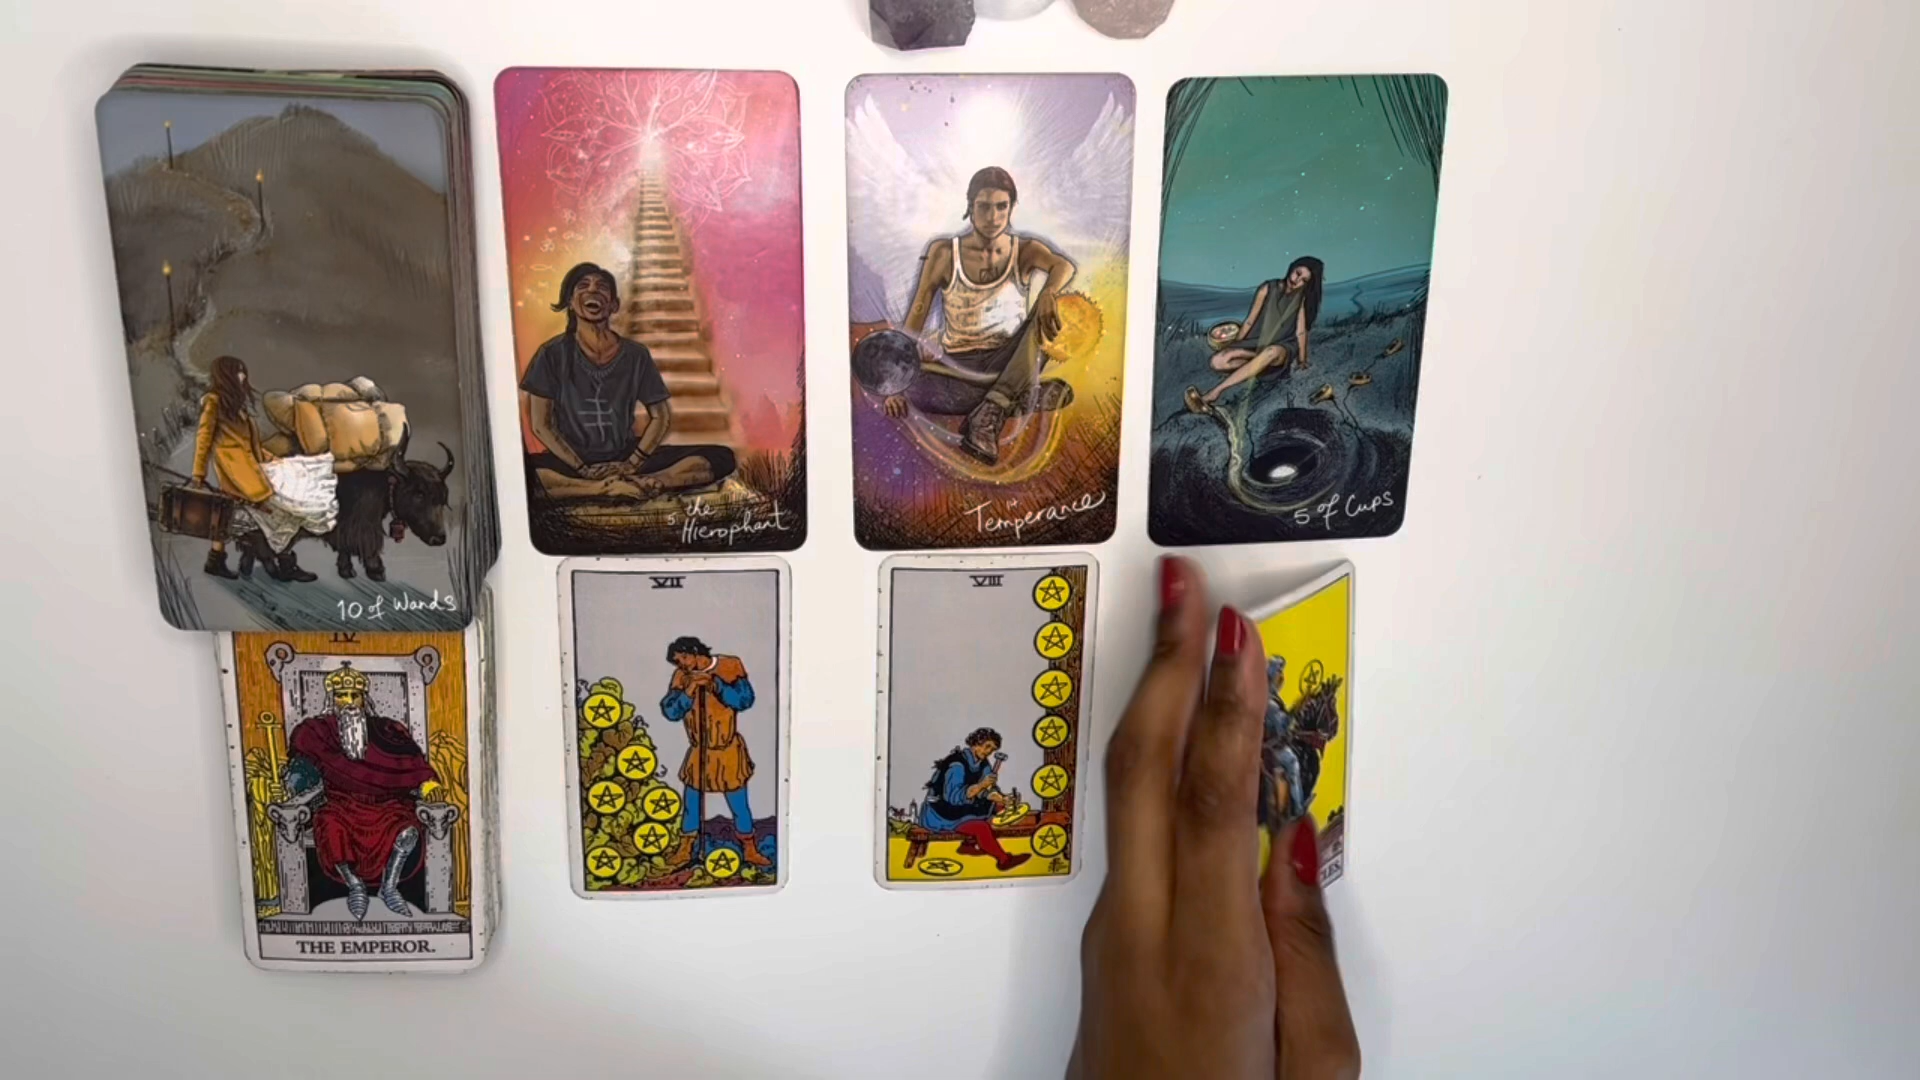 10 of Wands
5 the
Hierophant
14
Temperance
5 of Cups
IV
THE EMPEROR.
VII
VIII